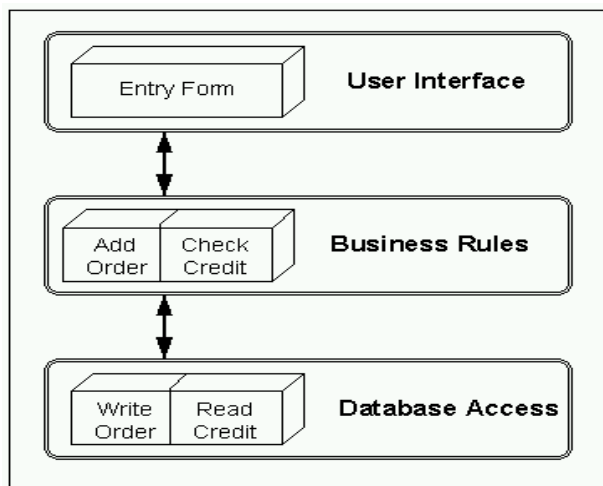 Entry Form
User Interface
Add Order
Check Credit
Business Rules
Write Order
Read Credit
Database Access